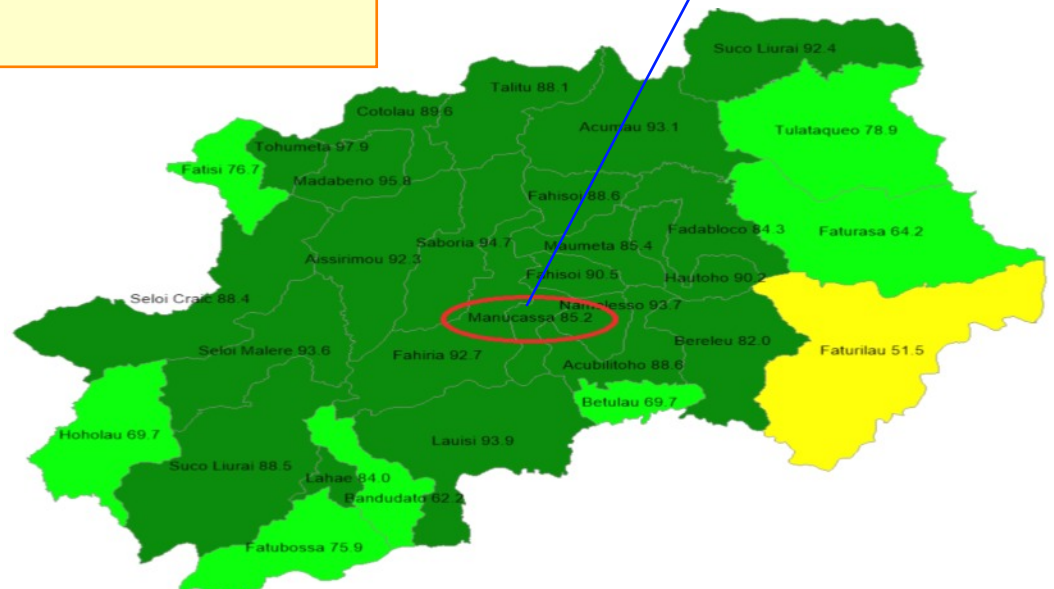 Suco Liurai 92.4
Talitu 88.1
Cotolau 89.6
Acumau 93.1
Tulataqueo 78.9
Tohumeta 97.9
Fatisi 76.7
Madabeno 95.8
Fahisoi 88.6
Fadabloco 84.3
Faturasa 64.2
Saboria 94.7
Maumeta 85.4
Aissirimou 92.3
Fahisoi 90.5
Hautoho 90.2
Seloi Craic 88.4
Namolesso 93.7
Manucassa 85.2
Bereleu 82.0
Seloi Malere 93.6
Fahiria 92.7
Faturilau 51.5
Acubilitoho 88.6
Betulau 69.7
Hoholau 69.7
Lauisi 93.9
Suco Liurai 88.5
Lahae 84.0
Bandudato 62.2
Fatubossa 75.9